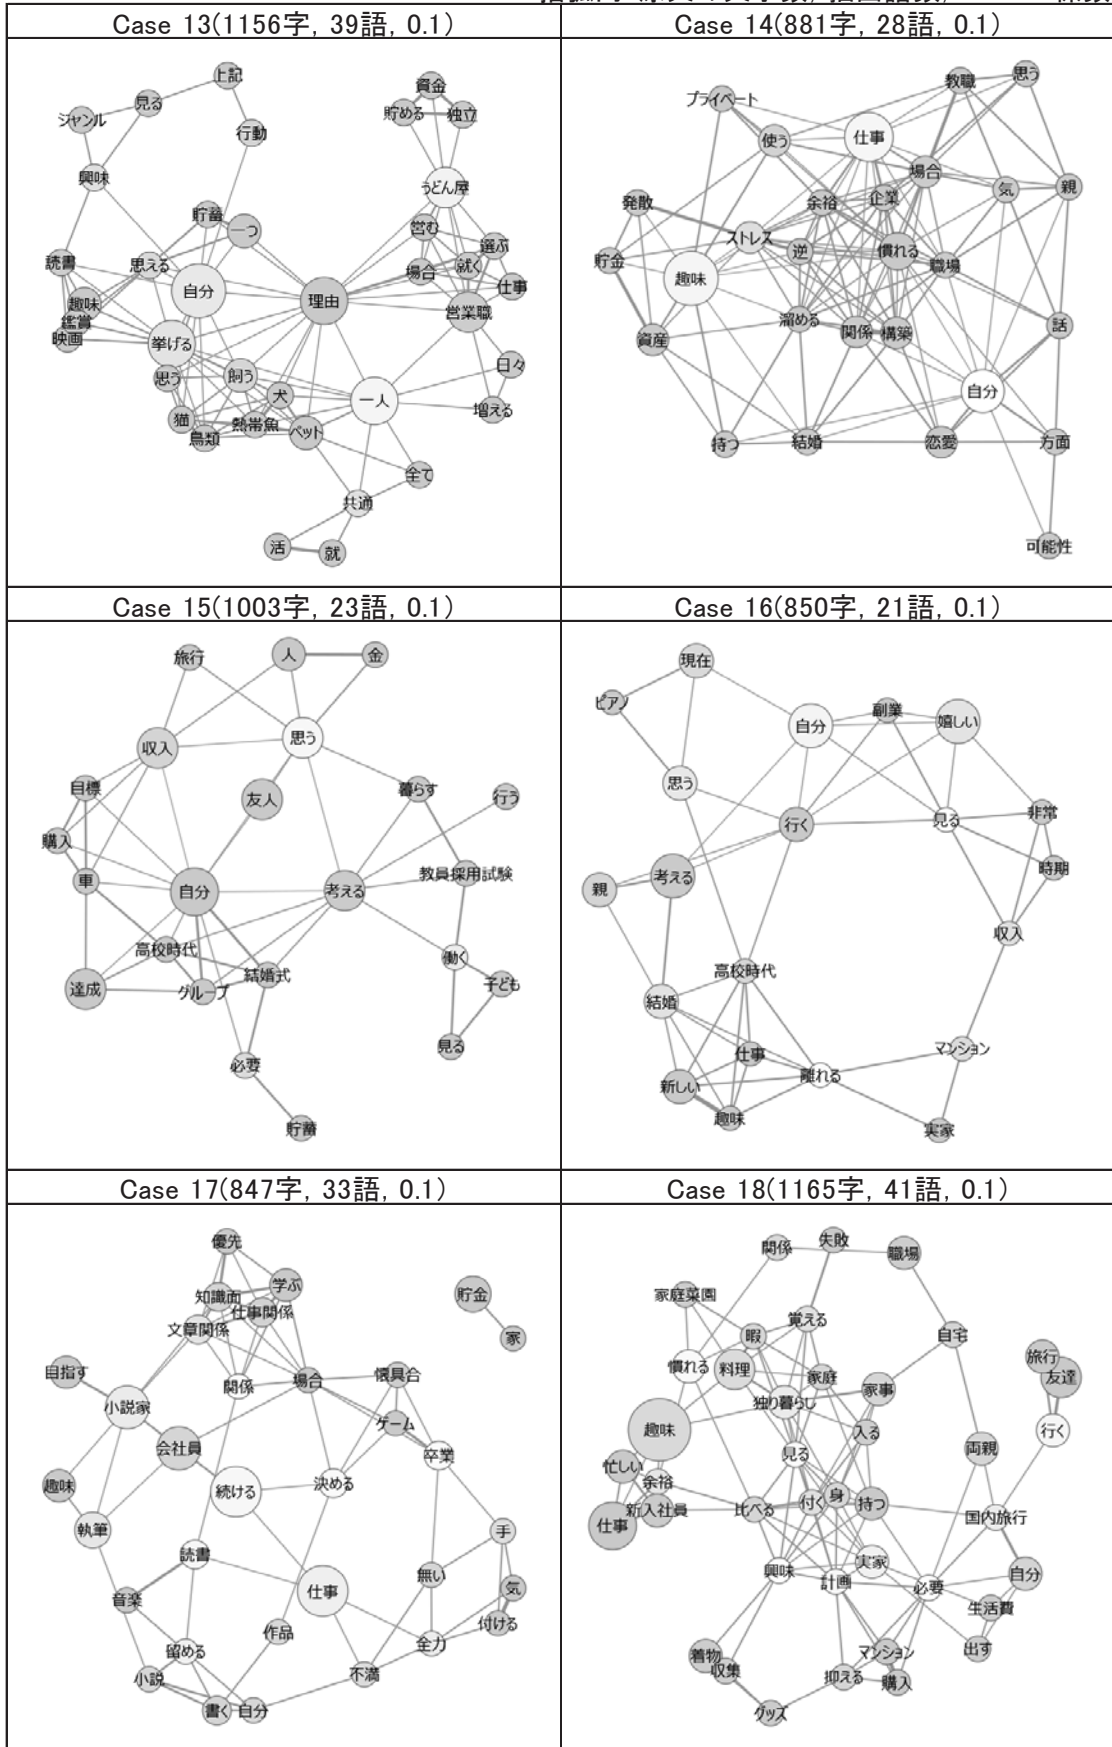 Case 13(1156字, 39語, 0.1)
上記
見る
ジャンル
行動
興味
資金
貯める
独立
うどん屋
貯蓄
一つ
営む
選ぶ
読書
思える
場合
就く
仕事
自分
理由
趣味
営業職
鑑賞
映画
挙げる
日々
思う
飼う
犬
一人
増える
猫
熱帯魚
鳥類
ペット
全て
共通
活
就
Case 14(881字, 28語, 0.1)
教職
思う
プライベート
使う
仕事
場合
気
親
発散
余裕
企業
ストレス
逆
慣れる
貯金
職場
趣味
溜める
関係
構築
話
資産
自分
持つ
結婚
恋愛
方面
可能性
Case 15(1003字, 23語, 0.1)
旅行
人
金
収入
思う
目標
友人
暮らす
行う
購入
車
自分
考える
教員採用試験
高校時代
働く
達成
グループ
結婚式
子ども
見る
必要
貯蓄
Case 16(850字, 21語, 0.1)
現在
ピアノ
自分
副業
嬉しい
思う
行く
見る
非常
親
考える
時期
収入
高校時代
結婚
仕事
離れる
マンション
新しい
趣味
実家
Case 17(847字, 33語, 0.1)
優先
知識面
学ぶ
仕事関係
文章関係
貯金
家
目指す
関係
場合
懐具合
小説家
ゲーム
会社員
卒業
趣味
続ける
決める
執筆
手
読書
仕事
無い
気
音楽
付ける
作品
全力
留める
不満
小説
書く
自分
Case 18(1165字, 41語, 0.1)
関係
失敗
職場
家庭菜園
覚える
暇
自宅
旅行
友達
慣れる
料理
家庭
家事
独り暮らし
行く
趣味
入る
見る
両親
忙しい
余裕
身
新入社員
比べる
付く
持つ
仕事
国内旅行
興味
実家
計画
必要
自分
生活費
着物
収集
マンション
出す
抑える
購入
グッズ